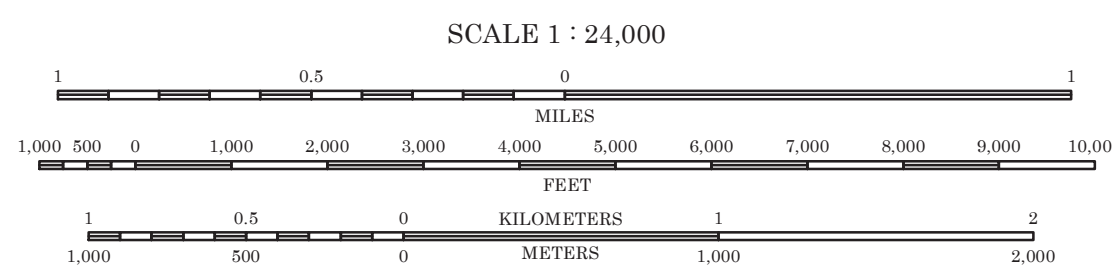 SCALE 1 : 24,000
1 0.5 0 1
MILES
1,000 500 0 1,000 2,000 3,000 4,000 5,000 6,000 7,000 8,000 9,000 10,00
FEET
1 0.5 0 KILOMETERS 1 2
1,000 500 0 METERS 1,000 2,000